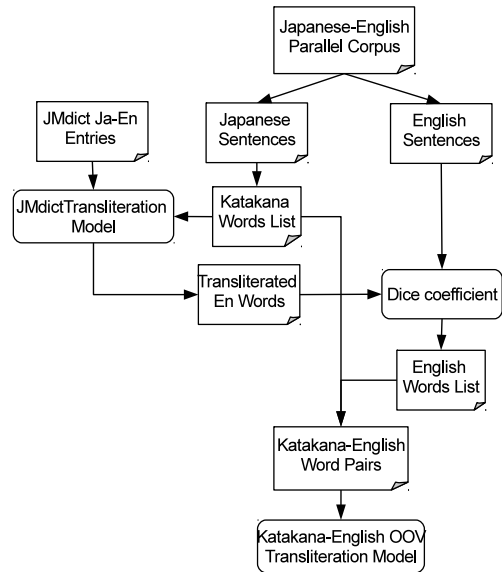 Japanese-English
Parallel Corpus
JMdict Ja-En
Entries
Japanese
Sentences
English
Sentences
JMdictTransliteration
Model
Katakana
Words List
Transliterated
En Words
Dice coefficient
English
Words List
Katakana-English
Word Pairs
Katakana-English OOV
Transliteration Model